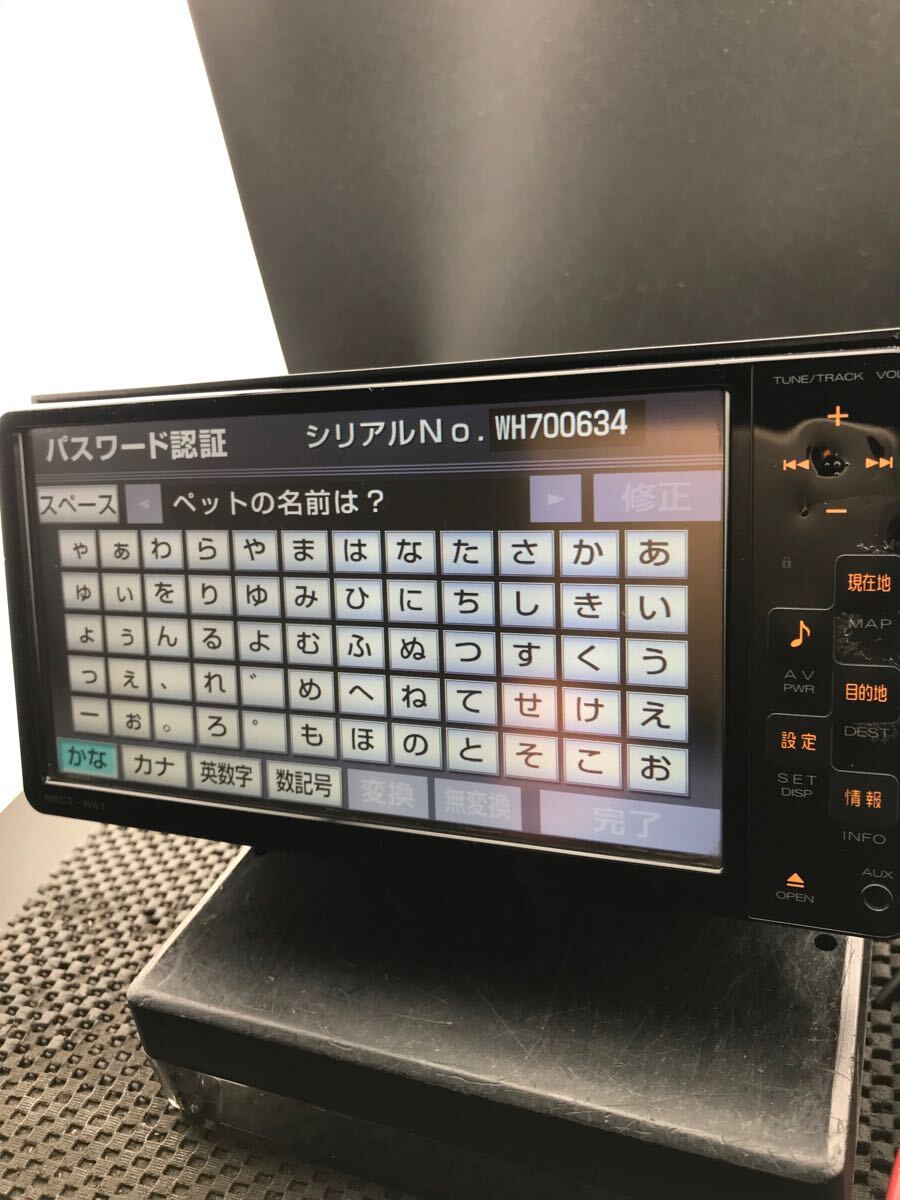 パスワード認証 シリアルNo. WH700634
スペース ◄ ペットの名前は? ► 修正
ゃ ぁ わ ら や ま は な た さ か あ
ゅ ぃ を り ゆ み ひ に ち し き い
ょ ぅ ん る よ む ふ ぬ つ す く う
っ ぇ 、 れ ゛ め へ ね て せ け え
ー ぉ 。 ろ ゜ も ほ の と そ こ お
かな カナ 英数字 数記号 変換 無変換 完了
NSCT-W61
TUNE/TRACK VOL
+
−
現在地
MAP
AV
PWR
目的地
DEST
設定
SET
DISP
情報
INFO
OPEN
AUX